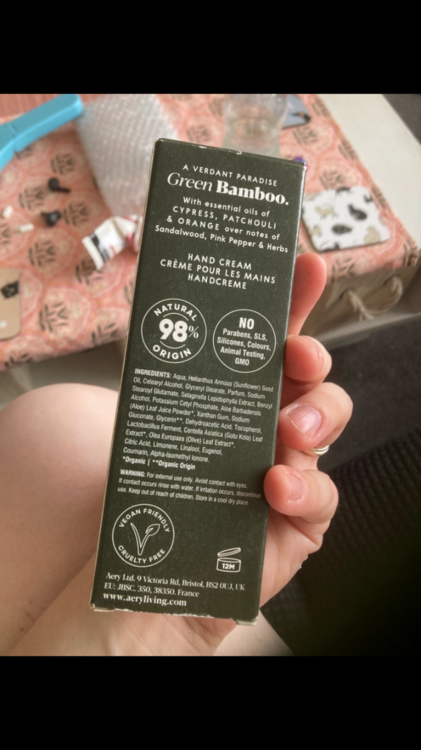 A VERDANT PARADISE
Green Bamboo.
With essential oils of
CYPRESS, PATCHOULI
& ORANGE over notes of
Sandalwood, Pink Pepper & Herbs
HAND CREAM
CRÈME POUR LES MAINS
HANDCREME
NATURAL
98%
ORIGIN
NO
Parabens, SLS,
Silicones, Colours,
Animal Testing,
GMO
INGREDIENTS: Aqua, Helianthus Annuus (Sunflower) Seed
Oil, Cetearyl Alcohol, Glyceryl Stearate, Parfum, Sodium
Stearoyl Glutamate, Selaginella Lepidophylla Extract, Benzyl
Alcohol, Potassium Cetyl Phosphate, Aloe Barbadensis
(Aloe) Leaf Juice Powder*, Xanthan Gum, Sodium
Gluconate, Glycerin**, Dehydroacetic Acid, Tocopherol,
Lactobacillus Ferment, Centella Asiatica (Gotu Kola) Leaf
Extract*, Olea Europaea (Olive) Leaf Extract*,
Citric Acid, Limonene, Linalool, Eugenol,
Coumarin, Alpha-Isomethyl Ionone.
*Organic | **Organic Origin
WARNING: For external use only. Avoid contact with eyes.
If contact occurs rinse with water. If irritation occurs, discontinue
use. Keep out of reach of children. Store in a cool dry place.
VEGAN FRIENDLY
CRUELTY FREE
12M
Aery Ltd. 9 Victoria Rd, Bristol, BS2 0UJ, UK
EU: JHSC, 350, 38350. France
www.aeryliving.com